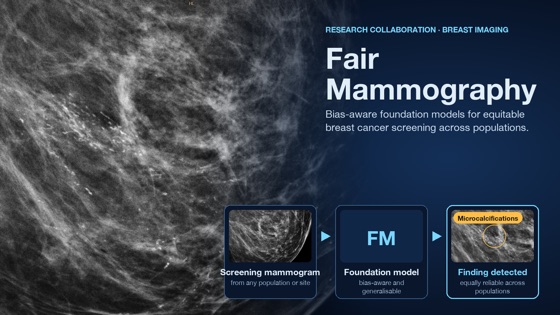 RESEARCH COLLABORATION · BREAST IMAGING
Fair
Mammography
Bias-aware foundation models for equitable
breast cancer screening across populations.
Screening mammogram
from any population or site
FM
Foundation model
bias-aware and
generalisable
Microcalcifications
Finding detected
equally reliable across
populations